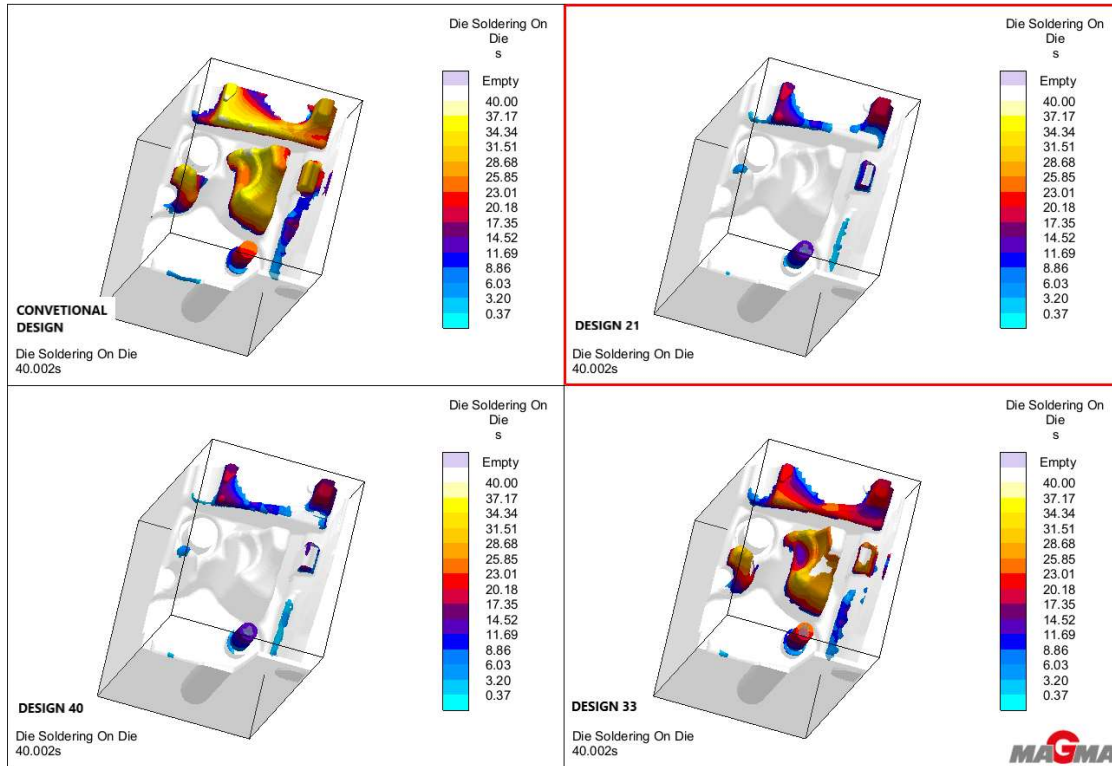 Die Soldering On
Die
s
Empty
40.00
37.17
34.34
31.51
28.68
25.85
23.01
20.18
17.35
14.52
11.69
8.86
6.03
3.20
0.37
CONVETIONAL
DESIGN
Die Soldering On Die
40.002s
Die Soldering On
Die
s
Empty
40.00
37.17
34.34
31.51
28.68
25.85
23.01
20.18
17.35
14.52
11.69
8.86
6.03
3.20
0.37
DESIGN 21
Die Soldering On Die
40.002s
Die Soldering On
Die
s
Empty
40.00
37.17
34.34
31.51
28.68
25.85
23.01
20.18
17.35
14.52
11.69
8.86
6.03
3.20
0.37
DESIGN 40
Die Soldering On Die
40.002s
Die Soldering On
Die
s
Empty
40.00
37.17
34.34
31.51
28.68
25.85
23.01
20.18
17.35
14.52
11.69
8.86
6.03
3.20
0.37
DESIGN 33
Die Soldering On Die
40.002s
MAGMA